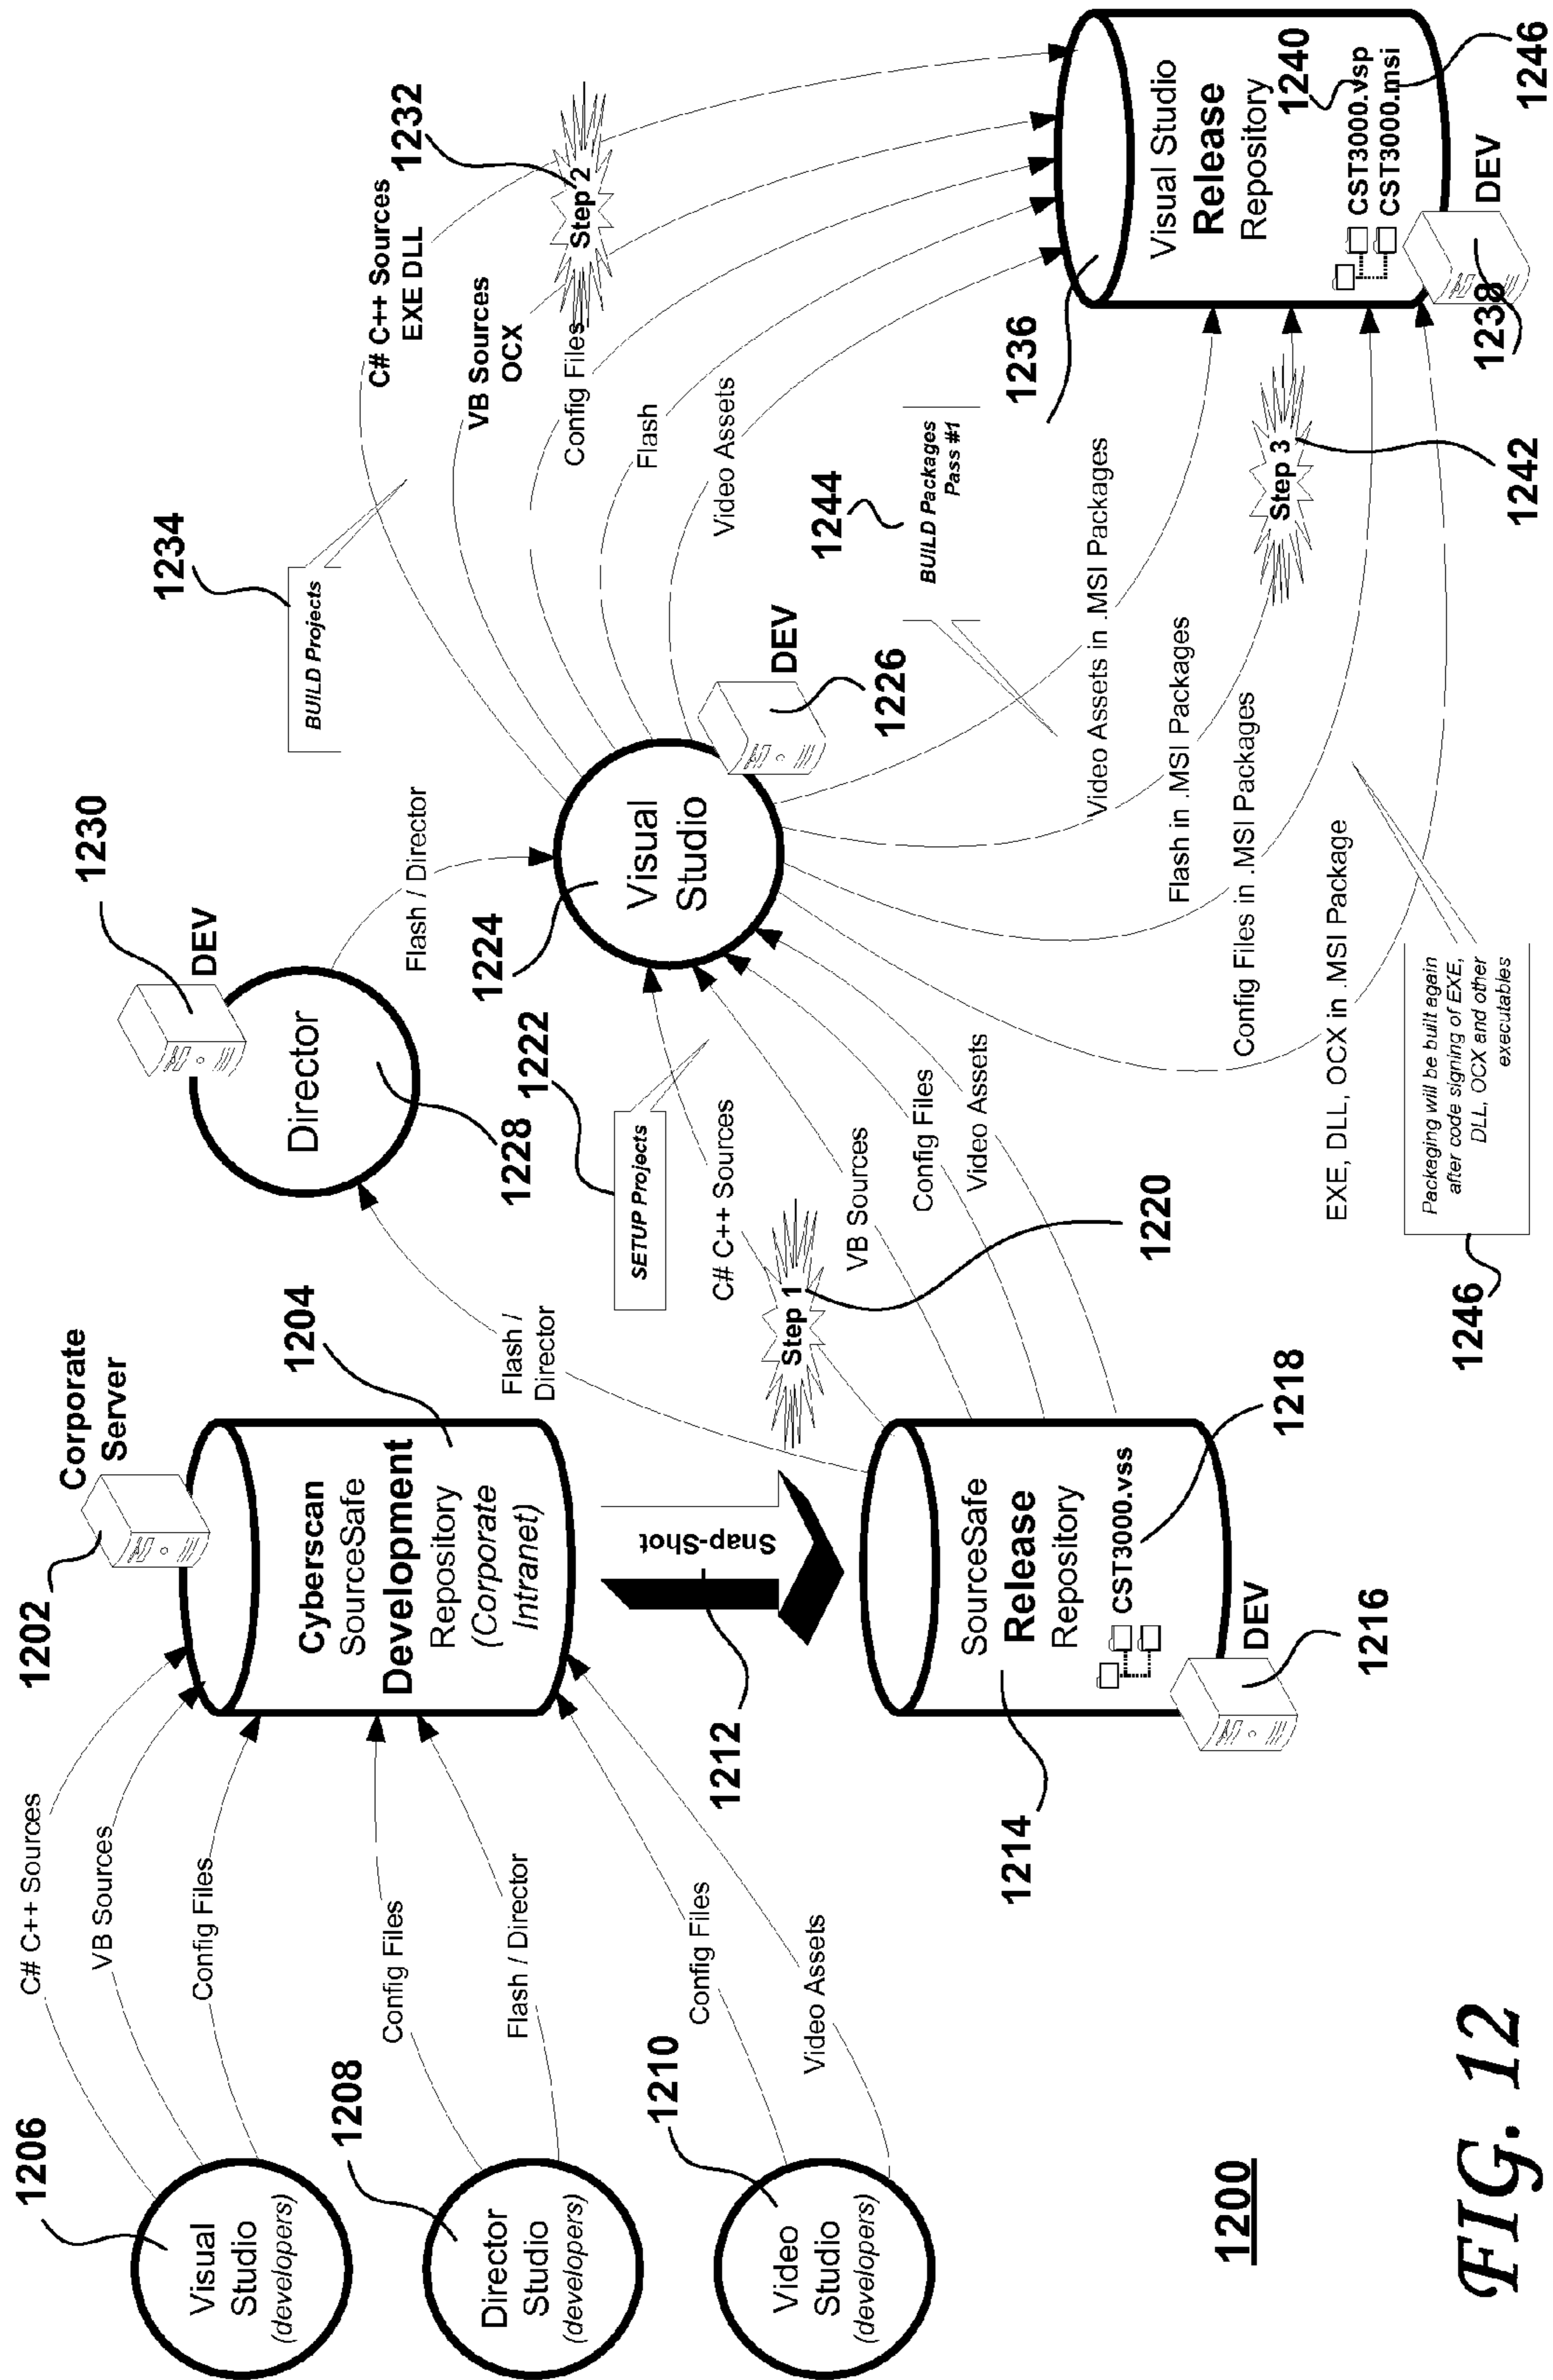 1202
Corporate
Server
1204
Cyberscan
SourceSafe
Development
Repository
(Corporate
Intranet)
1206
Visual
Studio
(developers)
C# C++ Sources
VB Sources
Config Files
1208
Director
Studio
(developers)
Config Files
Flash / Director
1210
Video
Studio
(developers)
Config Files
Video Assets
1212
Snap-Shot
1214
SourceSafe
Release
Repository
CST3000.vss
1218
DEV
1216
Flash /
Director
Step 1
1220
C# C++ Sources
VB Sources
Config Files
Video Assets
SETUP Projects
1222
Director
1228
DEV
1230
Flash / Director
Visual
Studio
1224
DEV
1226
BUILD Projects
1234
C# C++ Sources
EXE DLL
1232
Step 2
VB Sources
OCX
Config Files
Flash
Video Assets
1244
BUILD Packages
Pass #1
Video Assets in .MSI Packages
Flash in .MSI Packages
Config Files in .MSI Packages
EXE, DLL, OCX in .MSI Package
Step 3
1242
Packaging will be built again
after code signing of EXE,
DLL, OCX and other
executables
1246
1236
Visual Studio
Release
Repository
1240
CST3000.vsp
CST3000.msi
1246
DEV
1238
1200
FIG. 12